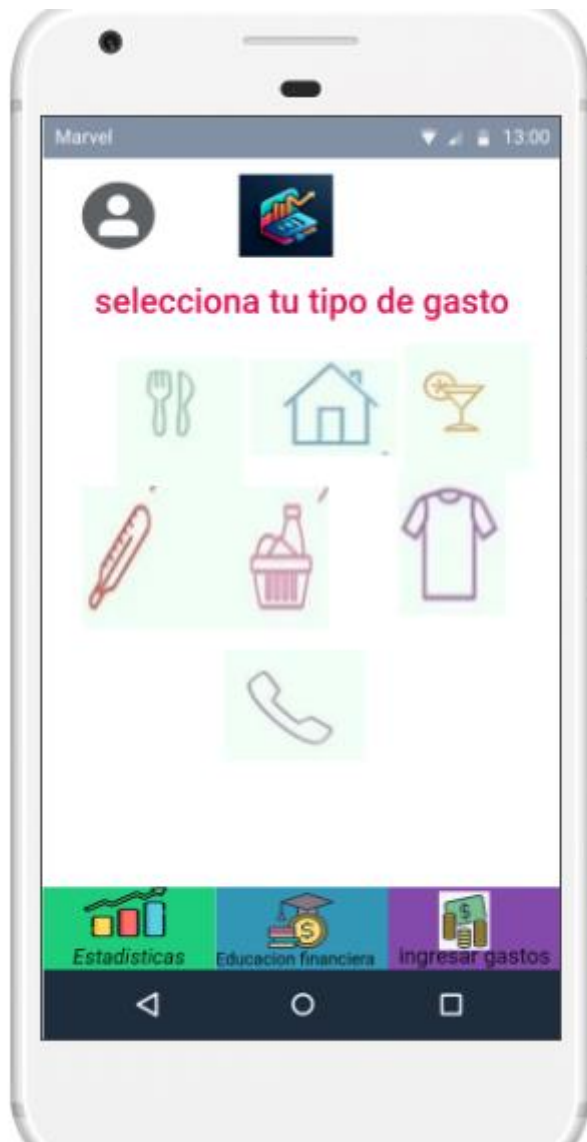 Marvel
13:00
selecciona tu tipo de gasto
Estadisticas
Educacion financiera
ingresar gastos